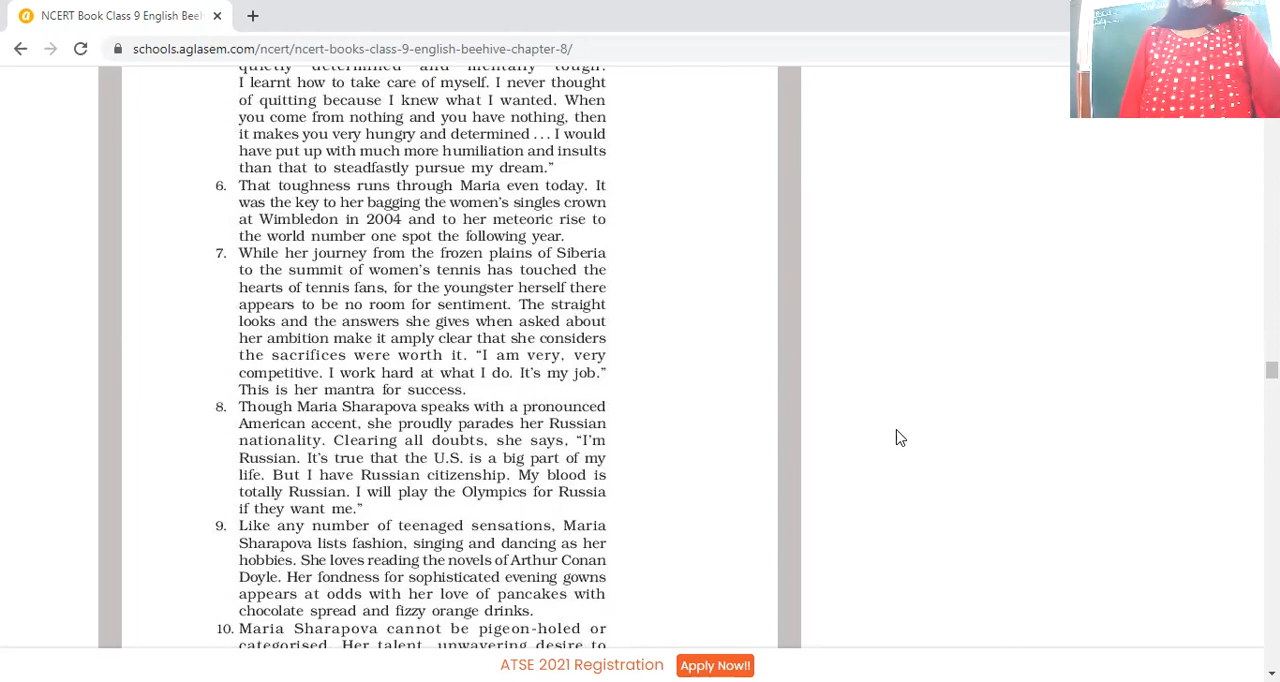 NCERT Book Class 9 English Bee
schools.aglasem.com/ncert/ncert-books-class-9-english-beehive-chapter-8/
quietly determined and mentally tough.
I learnt how to take care of myself. I never thought
of quitting because I knew what I wanted. When
you come from nothing and you have nothing, then
it makes you very hungry and determined . . . I would
have put up with much more humiliation and insults
than that to steadfastly pursue my dream.”
6. That toughness runs through Maria even today. It
was the key to her bagging the women’s singles crown
at Wimbledon in 2004 and to her meteoric rise to
the world number one spot the following year.
7. While her journey from the frozen plains of Siberia
to the summit of women’s tennis has touched the
hearts of tennis fans, for the youngster herself there
appears to be no room for sentiment. The straight
looks and the answers she gives when asked about
her ambition make it amply clear that she considers
the sacrifices were worth it. “I am very, very
competitive. I work hard at what I do. It’s my job.”
This is her mantra for success.
8. Though Maria Sharapova speaks with a pronounced
American accent, she proudly parades her Russian
nationality. Clearing all doubts, she says, “I’m
Russian. It’s true that the U.S. is a big part of my
life. But I have Russian citizenship. My blood is
totally Russian. I will play the Olympics for Russia
if they want me.”
9. Like any number of teenaged sensations, Maria
Sharapova lists fashion, singing and dancing as her
hobbies. She loves reading the novels of Arthur Conan
Doyle. Her fondness for sophisticated evening gowns
appears at odds with her love of pancakes with
chocolate spread and fizzy orange drinks.
10. Maria Sharapova cannot be pigeon-holed or
categorised. Her talent, unwavering desire to
ATSE 2021 Registration
Apply Now!!